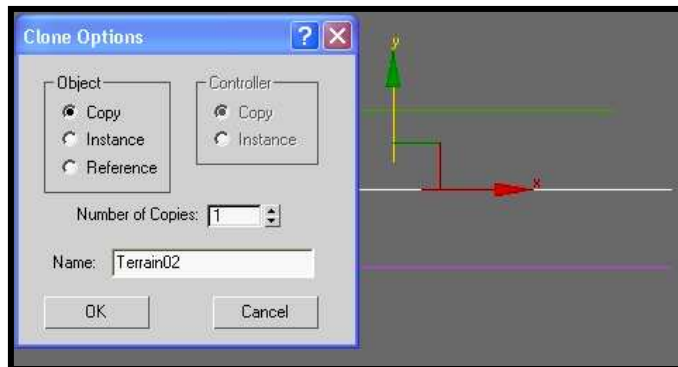 Clone Options
Object
Controller
Copy
Copy
Instance
Instance
Reference
Number of Copies: 1
Name: Terrain02
OK
Cancel
y
x